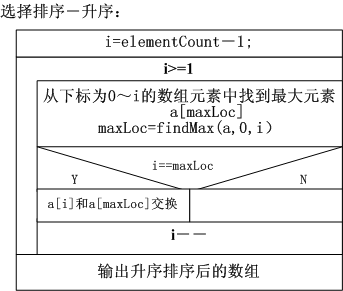 选择排序－升序：
i=elementCount－1;
i>=1
从下标为0～i的数组元素中找到最大元素
a[maxLoc]
maxLoc=findMax(a,0,i)
i==maxLoc
Y
N
a[i]和a[maxLoc]交换
i－－
输出升序排序后的数组